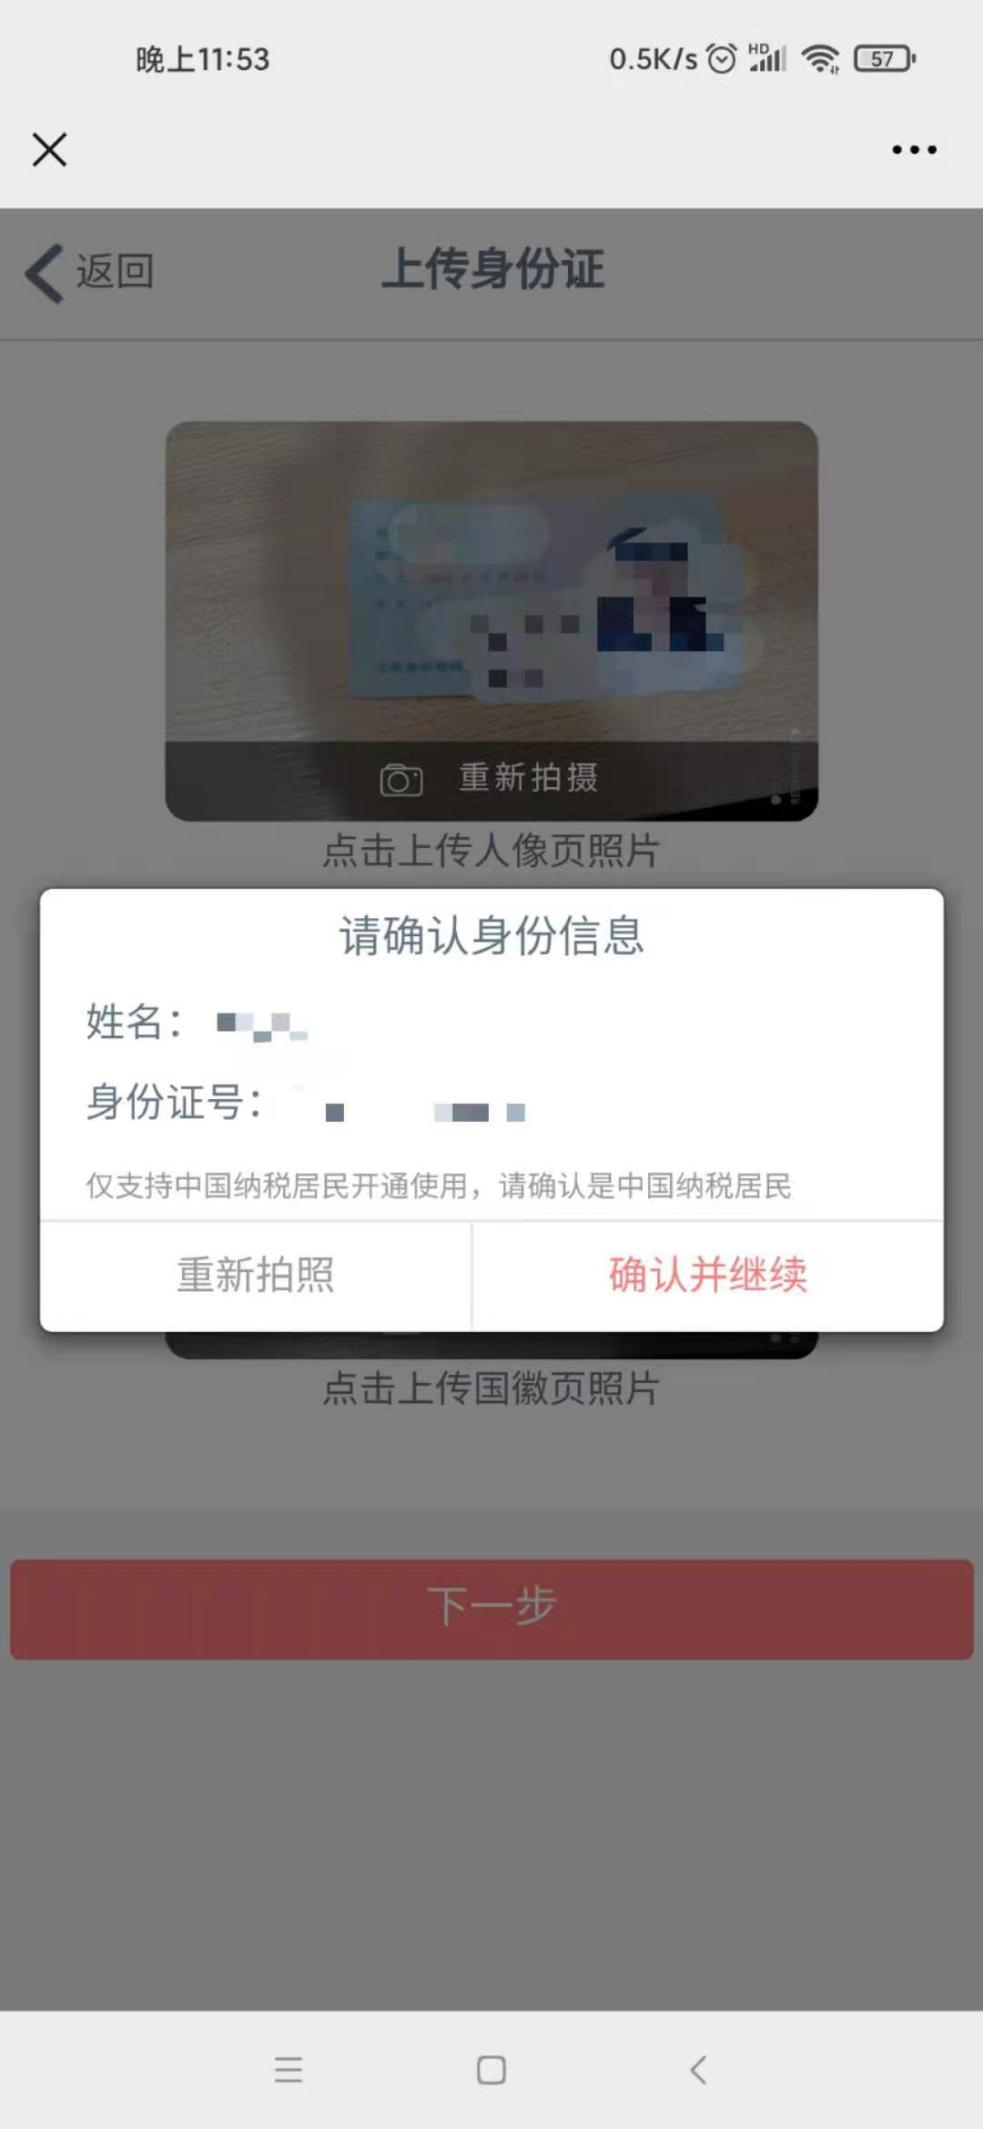 晚上11:53
0.5K/s
HD
57
返回
上传身份证
重新拍摄
点击上传人像页照片
请确认身份信息
姓名：
身份证号：
仅支持中国纳税居民开通使用，请确认是中国纳税居民
重新拍照
确认并继续
点击上传国徽页照片
下一步